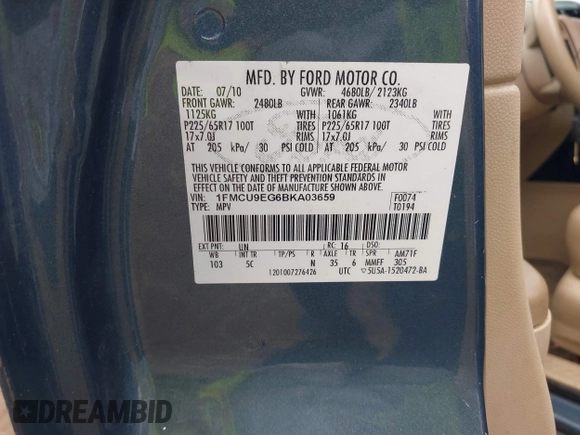 MFD. BY FORD MOTOR CO.
DATE: 07/10 GVWR: 4680LB/ 2123KG
FRONT GAWR: 2480LB REAR GAWR: 2340LB
1125KG WITH 1061KG WITH
P225/65R17 100T TIRES P225/65R17 100T TIRES
17x7.0J RIMS 17x7.0J RIMS
AT 205 kPa/ 30 PSI COLD AT 205 kPa/ 30 PSI COLD
THIS VEHICLE CONFORMS TO ALL APPLICABLE FEDERAL MOTOR
VEHICLE SAFETY AND THEFT PREVENTION STANDARDS IN
EFFECT ON THE DATE OF MANUFACTURE SHOWN ABOVE.
VIN: 1FMCU9EG6BKA03659 F0074
TYPE: MPV T0194
EXT PNT: UN RC: 16 DSO:
WB INT TR TP/PS R AXLE TR SPR AM71F
103 5C N 35 6 MMFF 305
1201007276426 UTC 5U5A-1520472-BA
DREAMBID